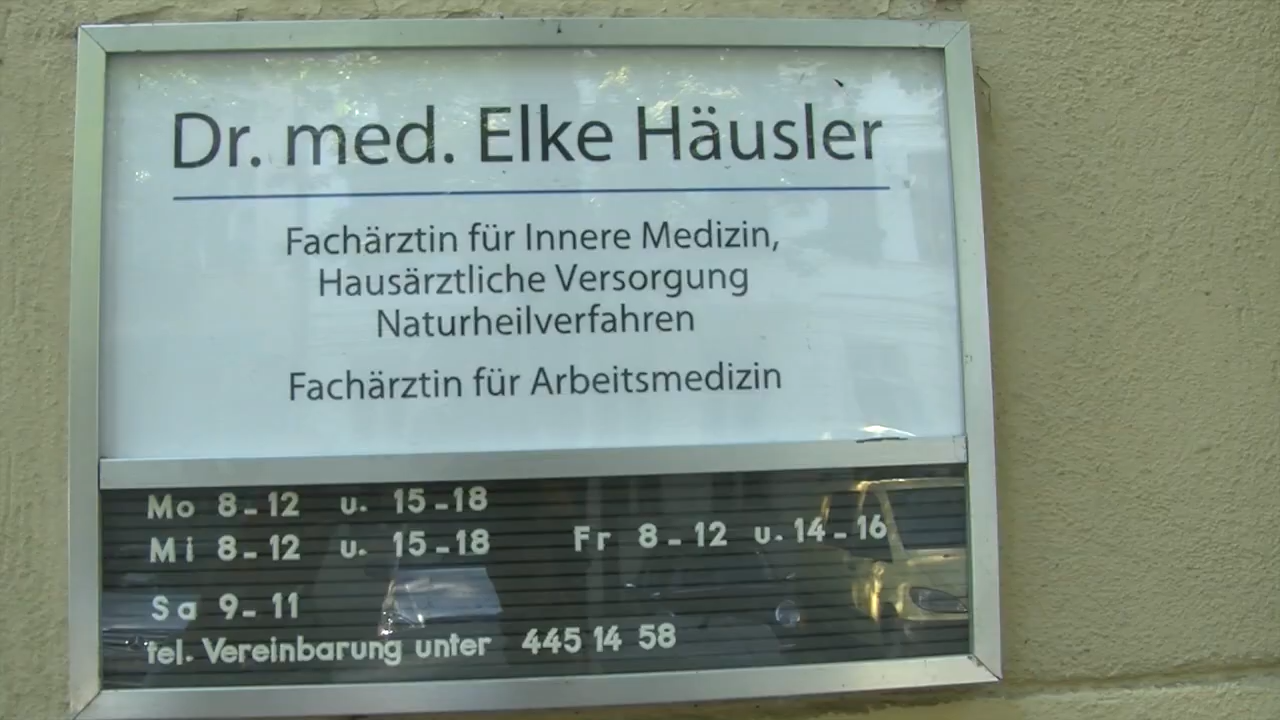 Dr. med. Elke Häusler
Fachärztin für Innere Medizin,
Hausärztliche Versorgung
Naturheilverfahren
Fachärztin für Arbeitsmedizin
Mo 8-12 u. 15-18
Mi 8-12 u. 15-18 Fr 8-12 u. 14-16
Sa 9-11
tel. Vereinbarung unter 445 14 58